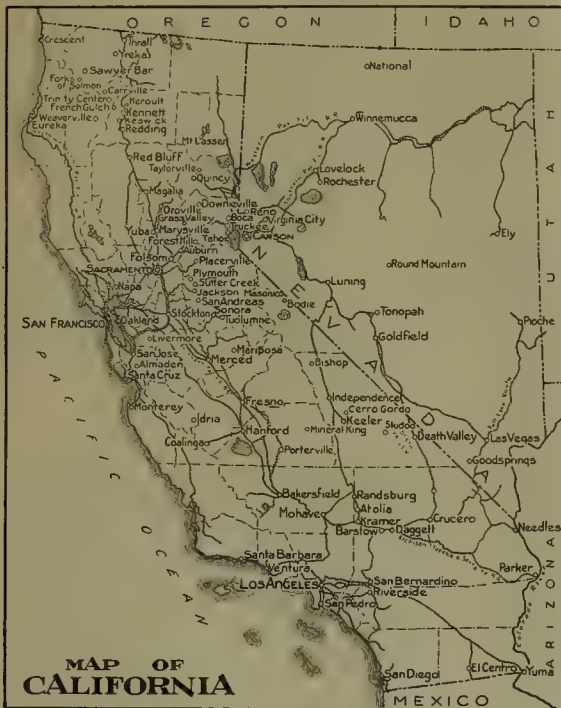 OREGON
IDAHO
Crescent
Thrall
Yreka
National
Sawyer Bar
Forks of Salmon
Carrville
Trinity Center
Heroult
French Gulch
Kennett
Keswick
Weaverville
Redding
Eureka
Winnemucca
Mt Lassen
Red Bluff
Taylorville
Lovelock
Quincy
Rochester
UTAH
Magalia
Downieville
Oroville
Reno
Grass Valley
Boca
Virginia City
Yuba
Marysville
Truckee
Ely
Forest Hill
Tahoe
CARSON
Auburn
Folsom
Placerville
SACRAMENTO
Plymouth
Round Mountain
Sutter Creek
Napa
Jackson
Masonic
Luning
San Andreas
Bodie
NEVADA
SAN FRANCISCO
Oakland
Stockton
Sonora
Tonopah
Pioche
Tuolumne
Livermore
Goldfield
San Jose
Mariposa
Almaden
Merced
Bishop
Santa Cruz
Independence
Fresno
Cerro Gordo
Monterey
Idria
Keeler
Hanford
Mineral King
Skidoo
Death Valley
Las Vegas
Coalinga
Porterville
Goodsprings
PACIFIC OCEAN
Bakersfield
Randsburg
Atolia
Mohave
Kramer
Crucero
Barstow
Daggett
Needles
Santa Barbara
Ventura
Parker
LOS ANGELES
San Bernardino
Riverside
San Pedro
ARIZONA
MAP OF
CALIFORNIA
San Diego
El Centro
Yuma
MEXICO